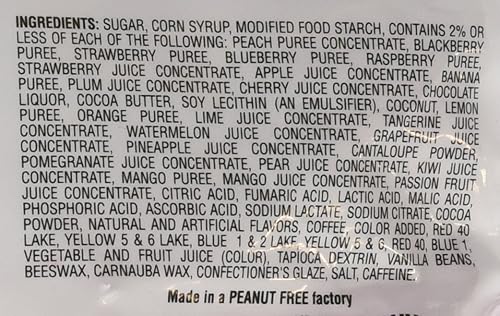 INGREDIENTS: SUGAR, CORN SYRUP, MODIFIED FOOD STARCH, CONTAINS 2% OR
LESS OF EACH OF THE FOLLOWING: PEACH PUREE CONCENTRATE, BLACKBERRY
PUREE, STRAWBERRY PUREE, BLUEBERRY PUREE, RASPBERRY PUREE,
STRAWBERRY JUICE CONCENTRATE, APPLE JUICE CONCENTRATE, BANANA
PUREE, PLUM JUICE CONCENTRATE, CHERRY JUICE CONCENTRATE, CHOCOLATE
LIQUOR, COCOA BUTTER, SOY LECITHIN (AN EMULSIFIER), COCONUT, LEMON
PUREE, ORANGE PUREE, LIME JUICE CONCENTRATE, TANGERINE JUICE
CONCENTRATE, WATERMELON JUICE CONCENTRATE, GRAPEFRUIT JUICE
CONCENTRATE, PINEAPPLE JUICE CONCENTRATE, CANTALOUPE POWDER,
POMEGRANATE JUICE CONCENTRATE, PEAR JUICE CONCENTRATE, KIWI JUICE
CONCENTRATE, MANGO PUREE, MANGO JUICE CONCENTRATE, PASSION FRUIT
JUICE CONCENTRATE, CITRIC ACID, FUMARIC ACID, LACTIC ACID, MALIC ACID,
PHOSPHORIC ACID, ASCORBIC ACID, SODIUM LACTATE, SODIUM CITRATE, COCOA
POWDER, NATURAL AND ARTIFICIAL FLAVORS, COFFEE, COLOR ADDED, RED 40
LAKE, YELLOW 5 & 6 LAKE, BLUE 1 & 2 LAKE, YELLOW 5 & 6, RED 40, BLUE 1,
VEGETABLE AND FRUIT JUICE (COLOR), TAPIOCA DEXTRIN, VANILLA BEANS,
BEESWAX, CARNAUBA WAX, CONFECTIONER'S GLAZE, SALT, CAFFEINE.
Made in a PEANUT FREE factory